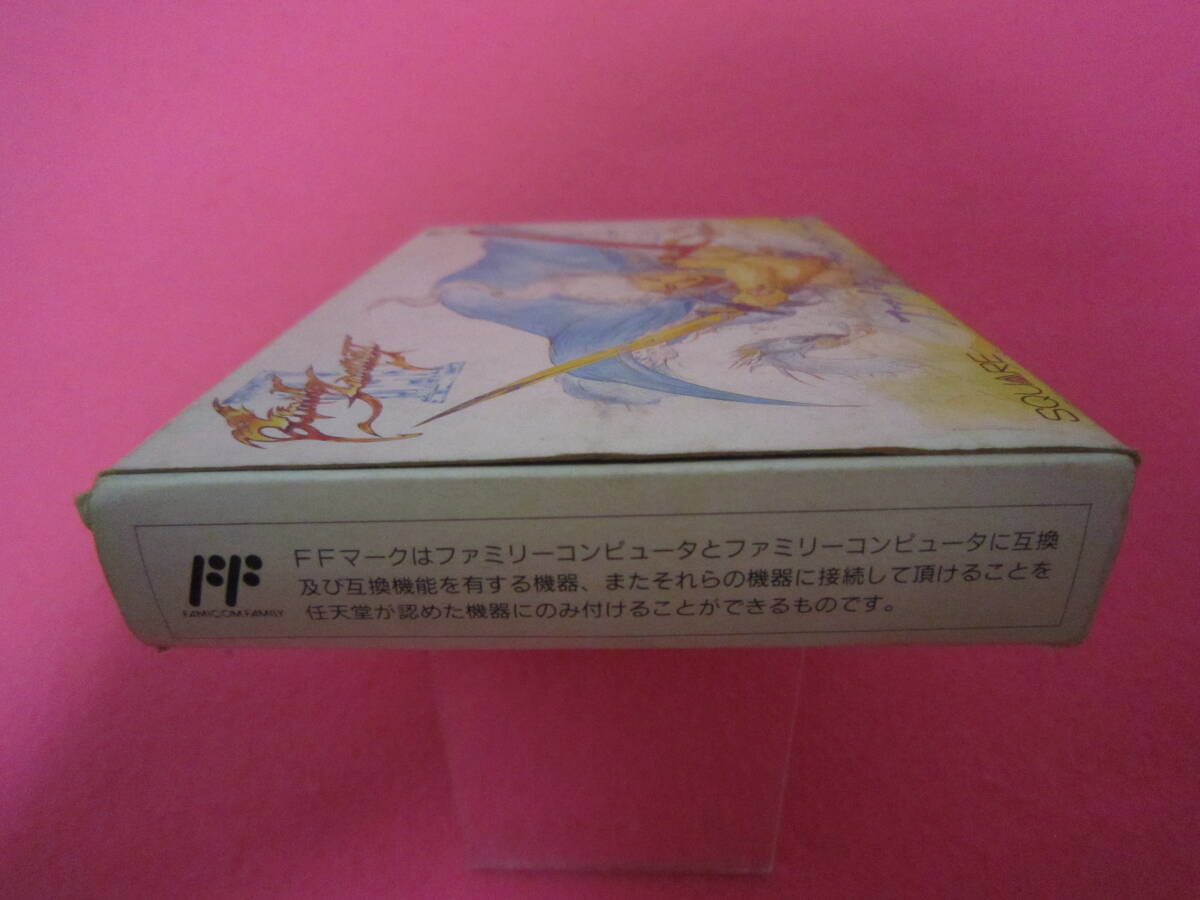 FINAL FANTASY III
SQUARE
FF
FAMICOM FAMILY
FFマークはファミリーコンピュータとファミリーコンピュータに互換
及び互換機能を有する機器、またそれらの機器に接続して頂けることを
任天堂が認めた機器にのみ付けることができるものです。